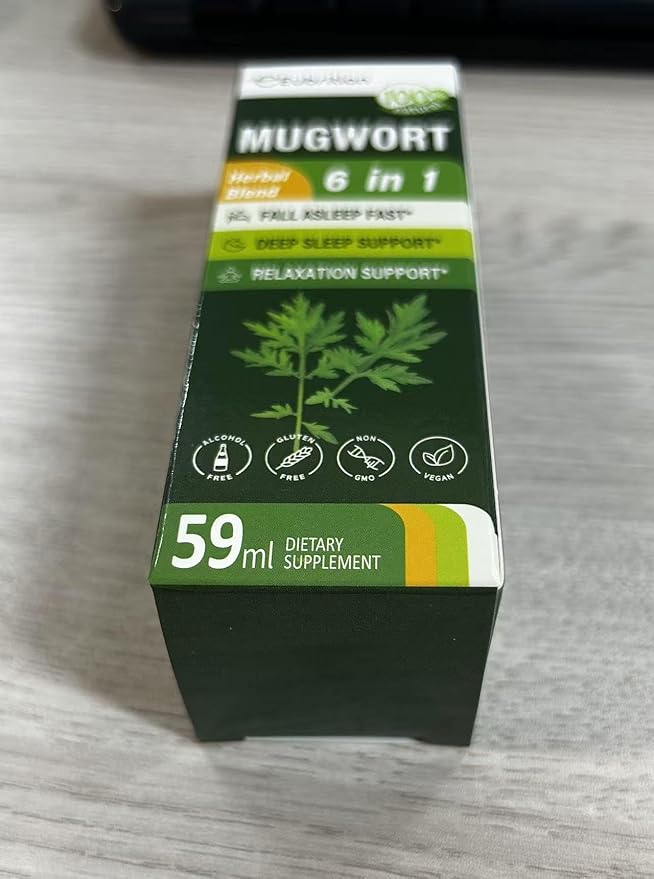 100%
MUGWORT
Herbal
Blend
6 in 1
FALL ASLEEP FAST*
DEEP SLEEP SUPPORT*
RELAXATION SUPPORT*
ALCOHOL
FREE
GLUTEN
FREE
NON
GMO
VEGAN
59ml
DIETARY
SUPPLEMENT